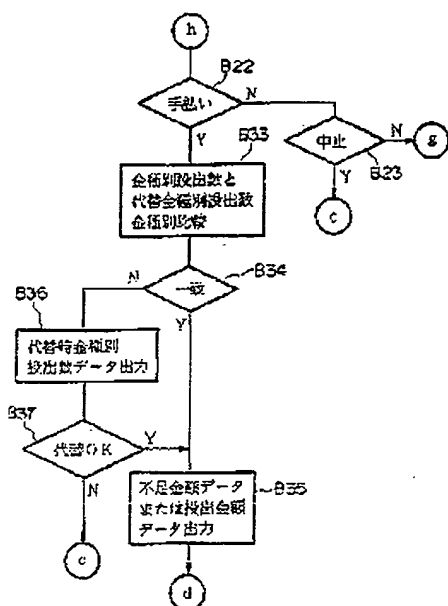 h
B22
手払い
N
Y
B33
中止
N
g
B23
Y
c
金種別投出数と
代替金種別投出数
金種別比較
B34
N
一致
Y
B36
代替時金種別
投出数データ出力
B37
代替OK
Y
N
c
不足金額データ
または投出金額
データ出力
B35
d